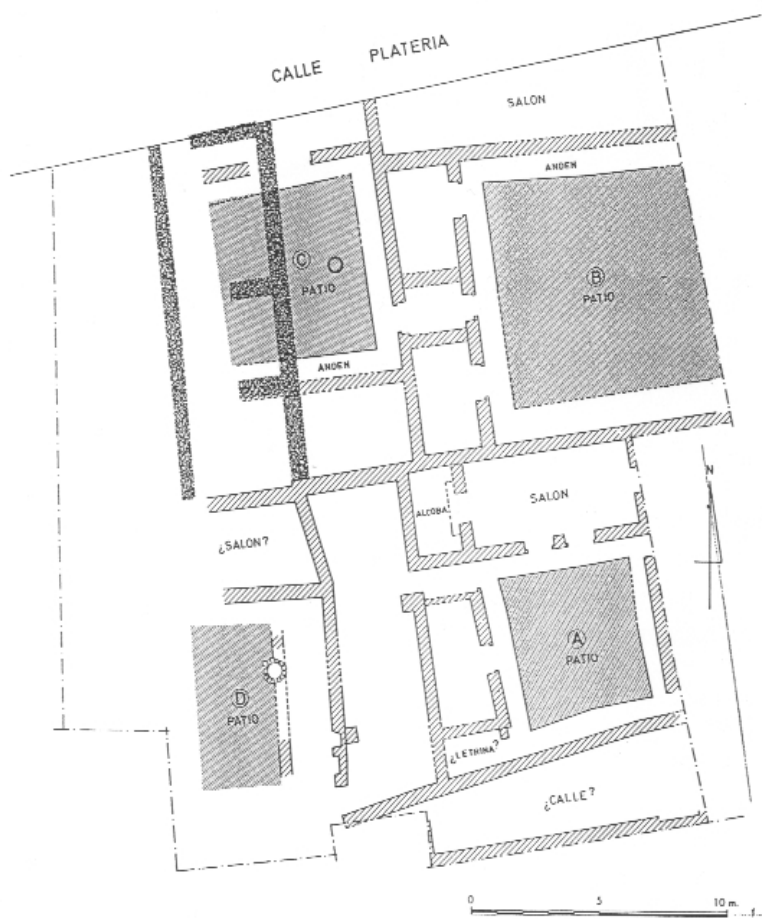 CALLE PLATERIA
SALON
ANDEN
C
PATIO
B
PATIO
ANDEN
N
ALCOBA
SALON
¿SALON?
A
PATIO
D
PATIO
¿LETRINA?
¿CALLE?
0 5 10 m.